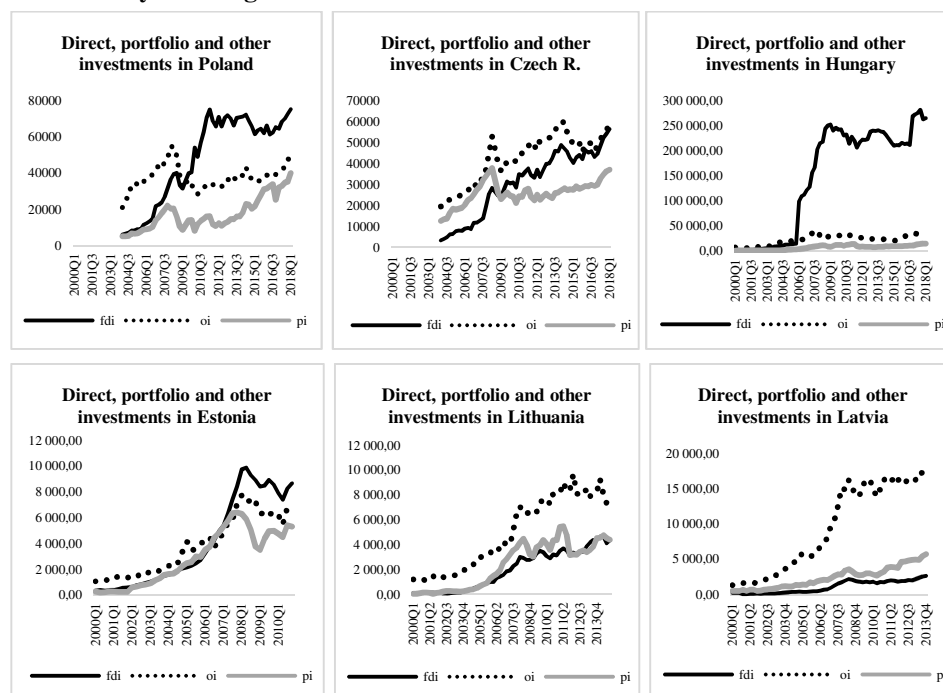 Direct, portfolio and other
investments in Poland
80000
60000
40000
20000
0
2000Q1
2001Q3
2003Q1
2004Q3
2006Q1
2007Q3
2009Q1
2010Q3
2012Q1
2013Q3
2015Q1
2016Q3
2018Q1
fdi oi pi
Direct, portfolio and other
investments in Czech R.
70000
60000
50000
40000
30000
20000
10000
0
2000Q1
2001Q3
2003Q1
2004Q3
2006Q1
2007Q3
2009Q1
2010Q3
2012Q1
2013Q3
2015Q1
2016Q3
2018Q1
fdi oi pi
Direct, portfolio and other
investments in Hungary
300 000,00
250 000,00
200 000,00
150 000,00
100 000,00
50 000,00
0,00
2000Q1
2001Q3
2003Q1
2004Q3
2006Q1
2007Q3
2009Q1
2010Q3
2012Q1
2013Q3
2015Q1
2016Q3
2018Q1
fdi oi pi
Direct, portfolio and other
investments in Estonia
12 000,00
10 000,00
8 000,00
6 000,00
4 000,00
2 000,00
0,00
2000Q1
2001Q1
2002Q1
2003Q1
2004Q1
2005Q1
2006Q1
2007Q1
2008Q1
2009Q1
2010Q1
fdi oi pi
Direct, portfolio and other
investments in Lithuania
12 000,00
10 000,00
8 000,00
6 000,00
4 000,00
2 000,00
0,00
2000Q1
2001Q2
2002Q3
2003Q4
2005Q1
2006Q2
2007Q3
2008Q4
2010Q1
2011Q2
2012Q3
2013Q4
fdi oi pi
Direct, portfolio and other
investments in Latvia
20 000,00
15 000,00
10 000,00
5 000,00
0,00
2000Q1
2001Q2
2002Q3
2003Q4
2005Q1
2006Q2
2007Q3
2008Q4
2010Q1
2011Q2
2012Q3
2013Q4
fdi oi pi